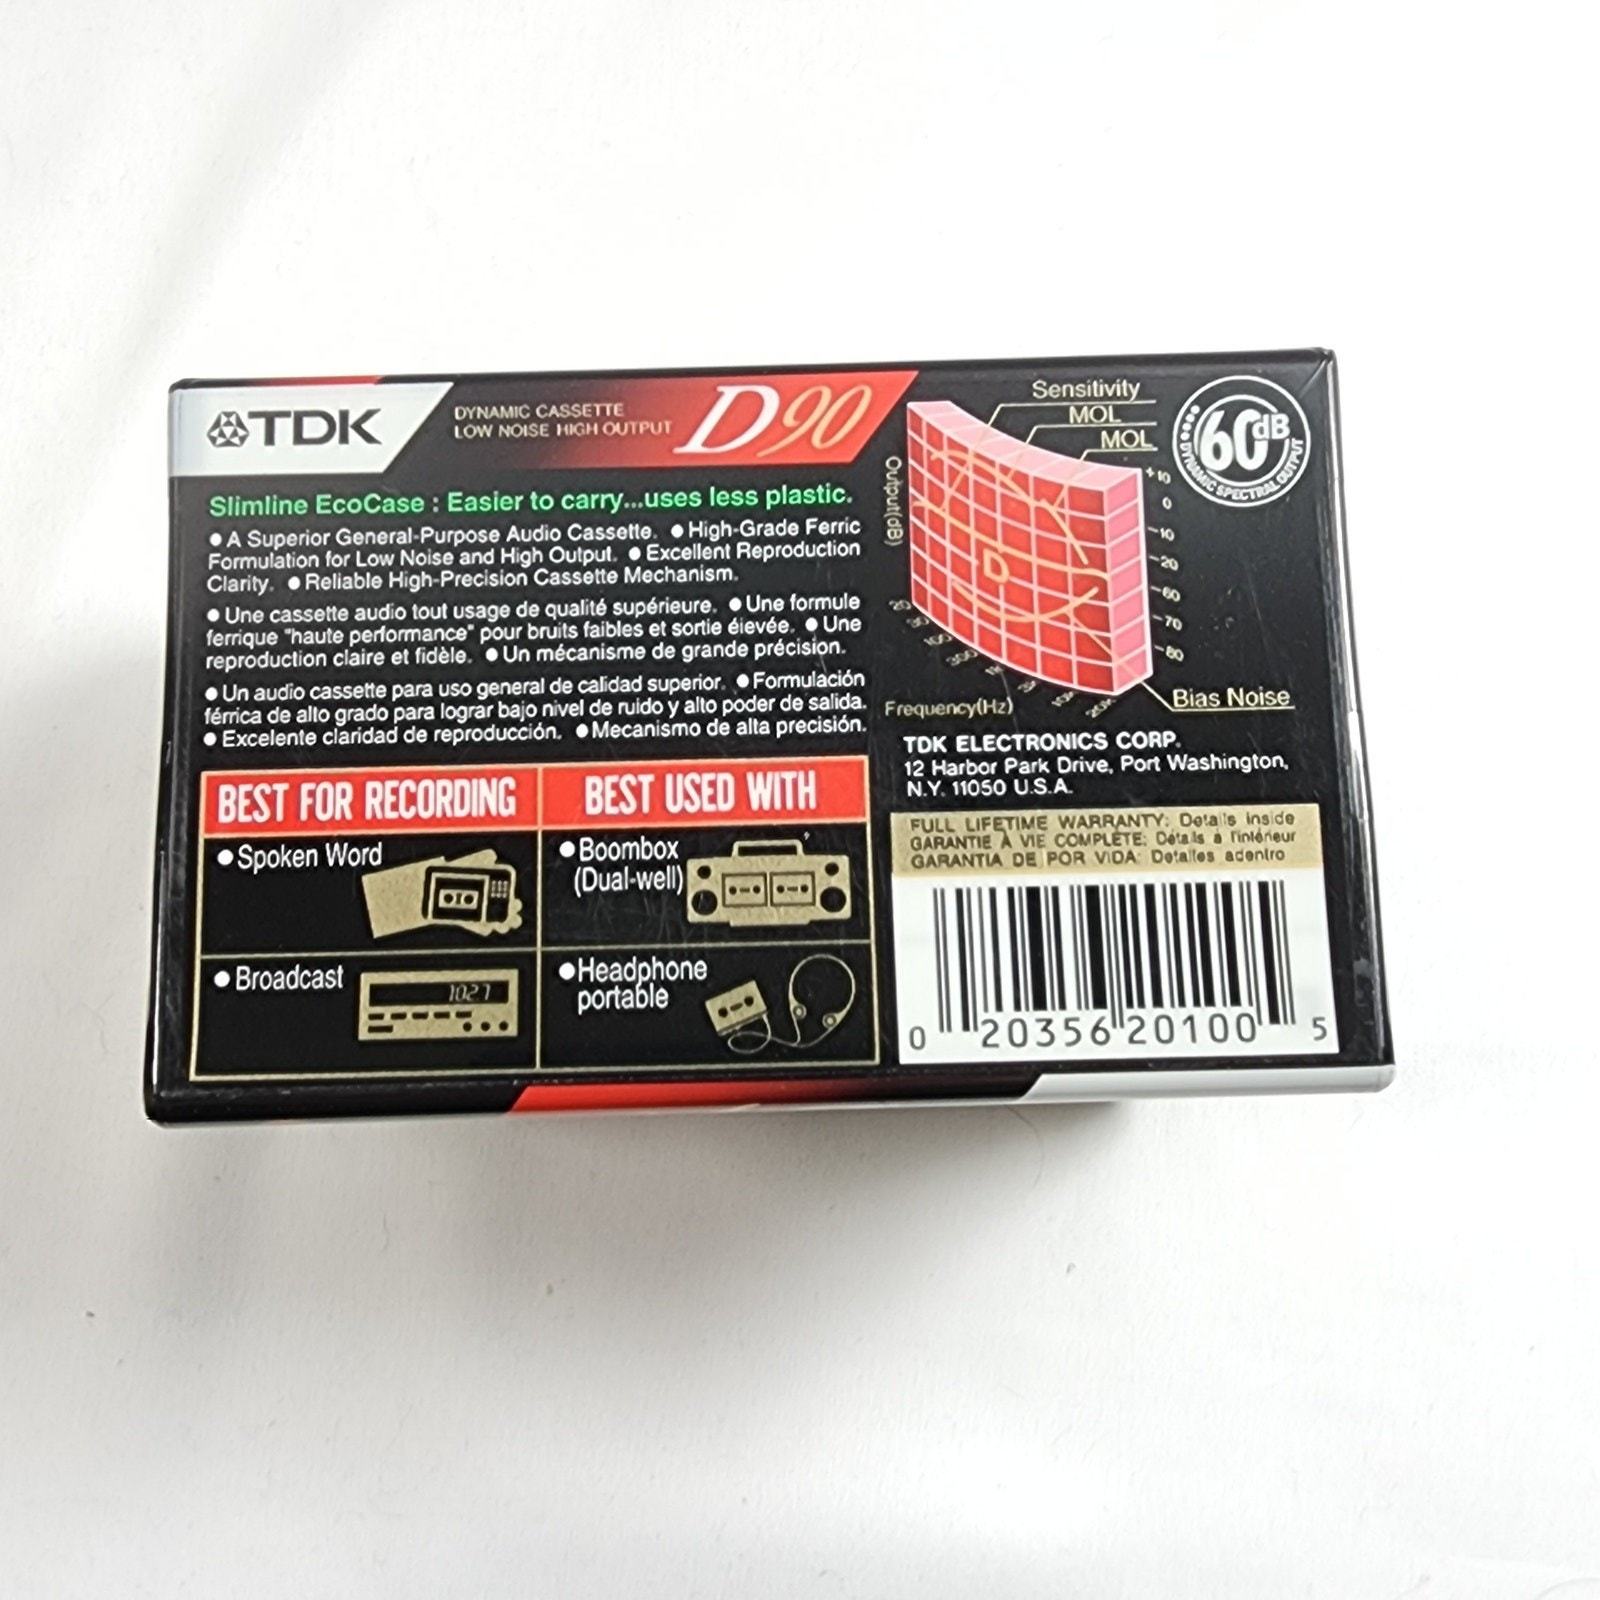 TDK
DYNAMIC CASSETTE
LOW NOISE HIGH OUTPUT
D90
Slimline EcoCase : Easier to carry...uses less plastic.
● A Superior General-Purpose Audio Cassette. ● High-Grade Ferric
Formulation for Low Noise and High Output. ● Excellent Reproduction
Clarity. ● Reliable High-Precision Cassette Mechanism.
● Une cassette audio tout usage de qualité supérieure. ● Une formule
ferrique "haute performance" pour bruits faibles et sortie élevée. ● Une
reproduction claire et fidèle. ● Un mécanisme de grande précision.
● Un audio cassette para uso general de calidad superior. ● Formulación
férrica de alto grado para lograr bajo nivel de ruido y alto poder de salida.
● Excelente claridad de reproducción. ● Mecanismo de alta precisión.
BEST FOR RECORDING
BEST USED WITH
● Spoken Word
● Boombox
(Dual-well)
● Broadcast
102.7
● Headphone
portable
Sensitivity
MOL
MOL
60dB
DYNAMIC SPECTRAL OUTPUT
Output(dB)
+10
0
-10
-20
-60
-70
-80
D
20
100
300
1K
10K
20K
Frequency(Hz)
Bias Noise
TDK ELECTRONICS CORP.
12 Harbor Park Drive, Port Washington,
N.Y. 11050 U.S.A.
FULL LIFETIME WARRANTY: Details inside
GARANTIE À VIE COMPLÈTE: Détails à l'intérieur
GARANTIA DE POR VIDA: Detalles adentro
0 20356 20100 5